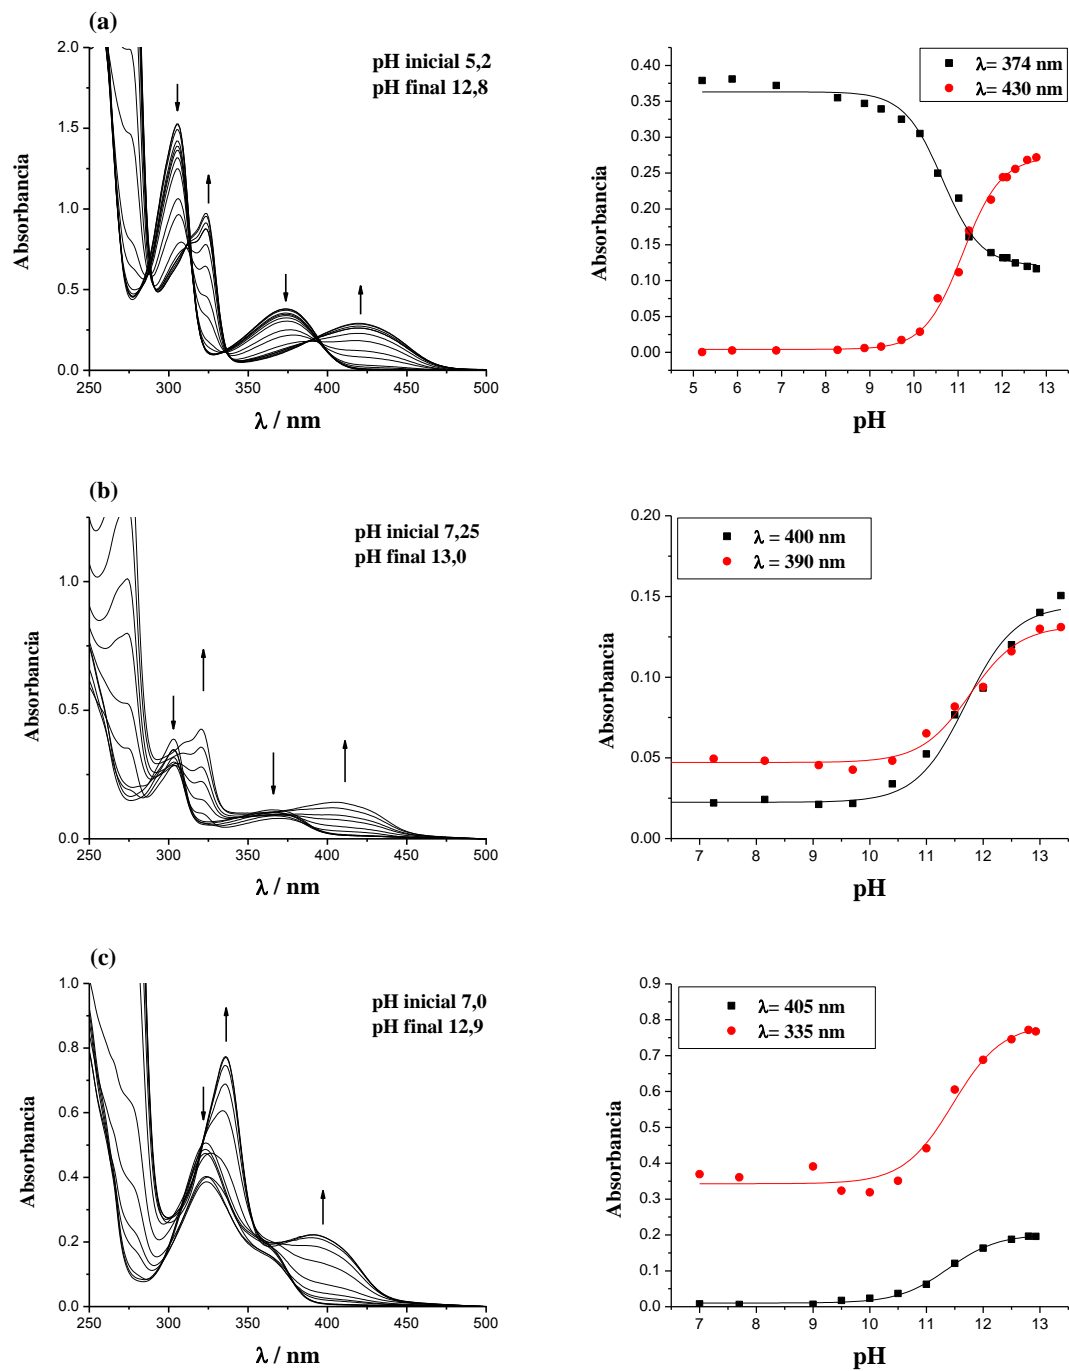 (a)
pH inicial 5,2
pH final 12,8
Absorbancia
2.0
1.5
1.0
0.5
0.0
250 300 350 400 450 500
λ / nm
λ= 374 nm
λ= 430 nm
Absorbancia
0.40
0.35
0.30
0.25
0.20
0.15
0.10
0.05
0.00
5 6 7 8 9 10 11 12 13
pH
(b)
pH inicial 7,25
pH final 13,0
Absorbancia
1.0
0.5
0.0
250 300 350 400 450 500
λ / nm
λ = 400 nm
λ = 390 nm
Absorbancia
0.20
0.15
0.10
0.05
0.00
7 8 9 10 11 12 13
pH
(c)
pH inicial 7,0
pH final 12,9
Absorbancia
1.0
0.8
0.6
0.4
0.2
0.0
250 300 350 400 450 500
λ / nm
λ= 405 nm
λ= 335 nm
Absorbancia
0.9
0.8
0.7
0.6
0.5
0.4
0.3
0.2
0.1
0.0
7 8 9 10 11 12 13
pH